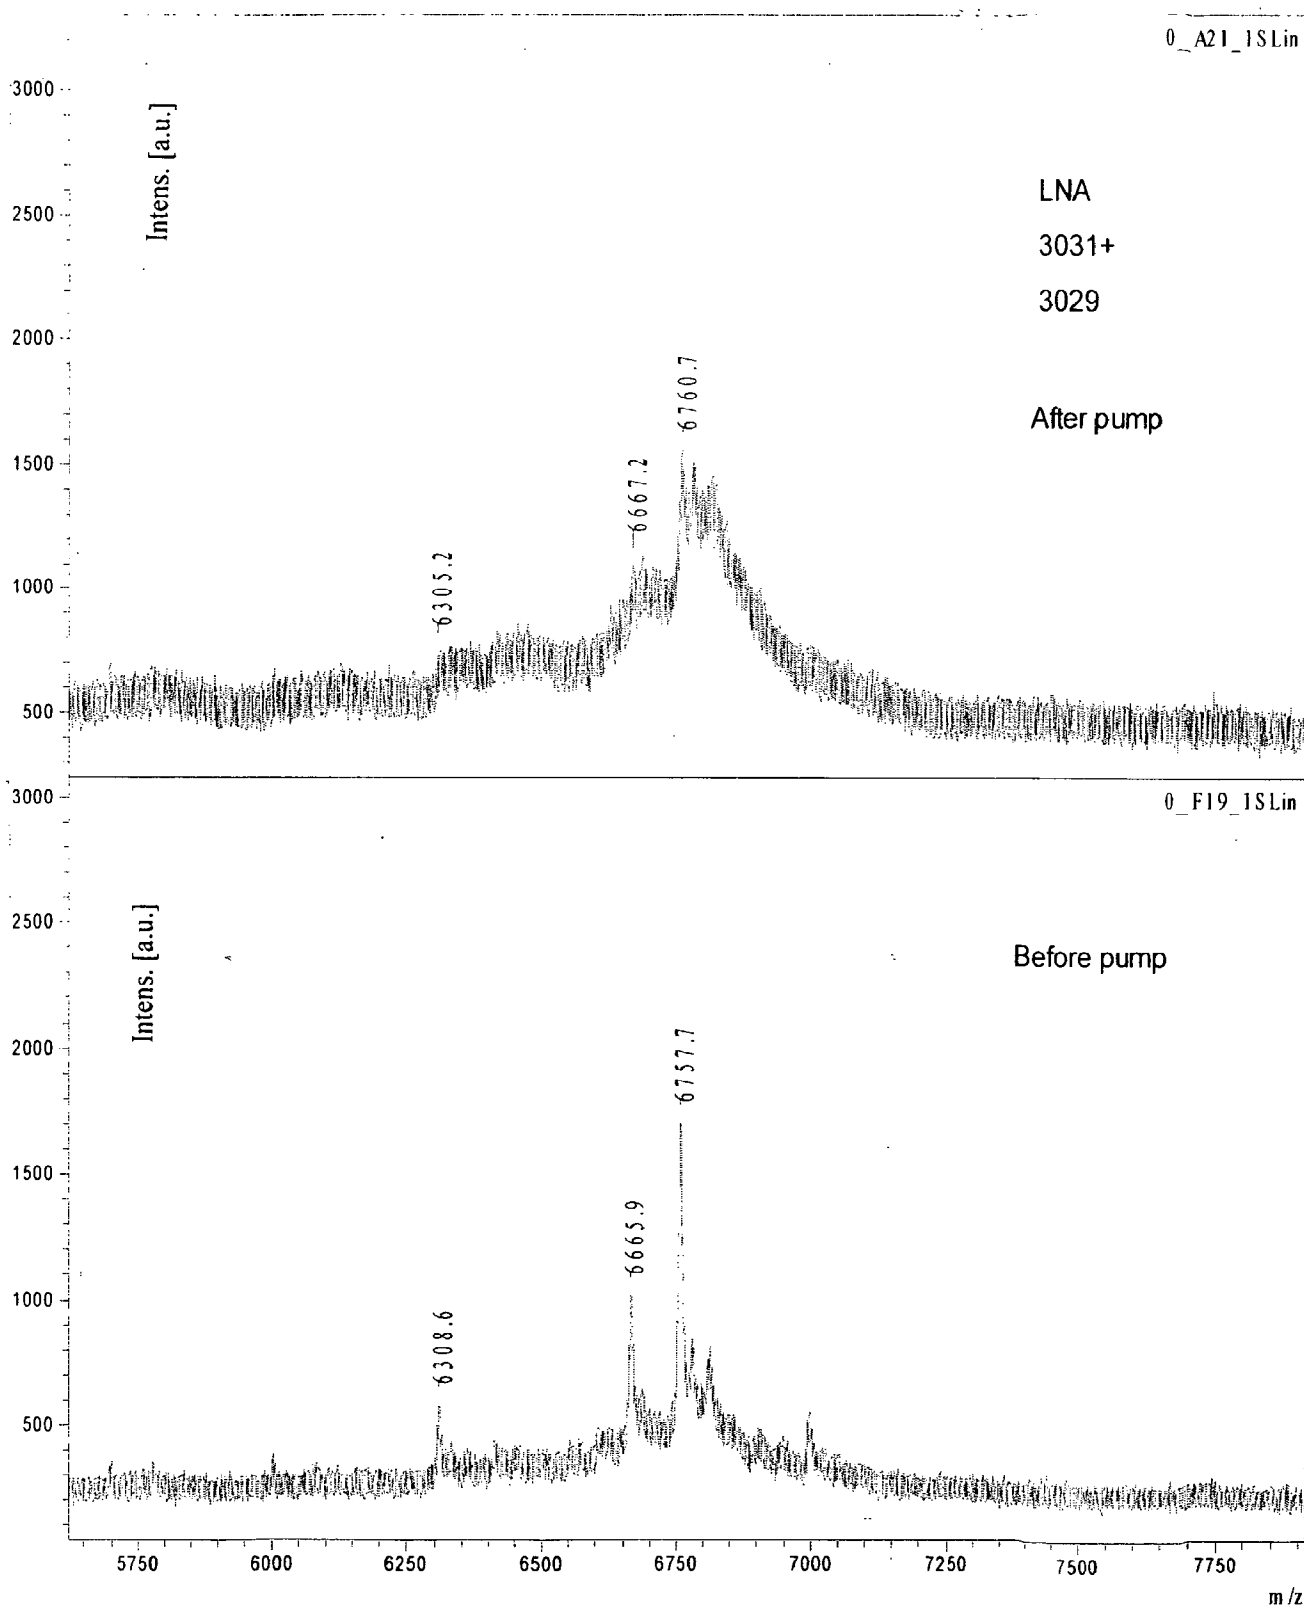 0_A21_1SLin
3000
Intens. [a.u.]
2500
LNA
3031+
3029
2000
6760.7
After pump
1500
6667.2
6305.2
1000
500
3000
0_F19_1SLin
2500
Intens. [a.u.]
Before pump
2000
6757.7
1500
6665.9
1000
6308.6
500
5750 6000 6250 6500 6750 7000 7250 7500 7750
m/z